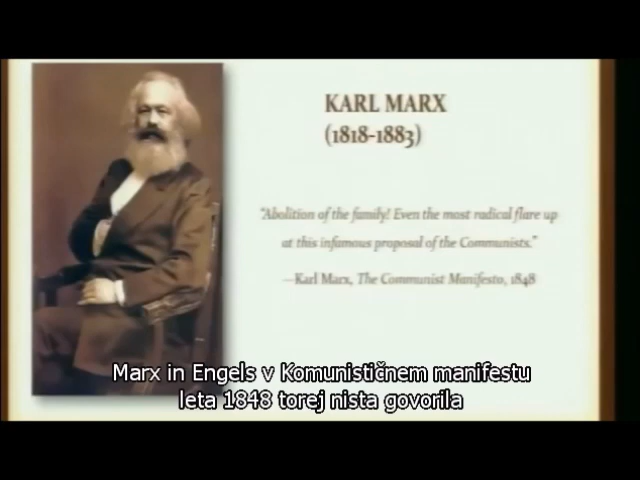 KARL MARX
(1818-1883)
"Abolition of the family! Even the most radical flare up
at this infamous proposal of the Communists."
—Karl Marx, The Communist Manifesto, 1848
Marx in Engels v Komunističnem manifestu
leta 1848 torej nista govorila